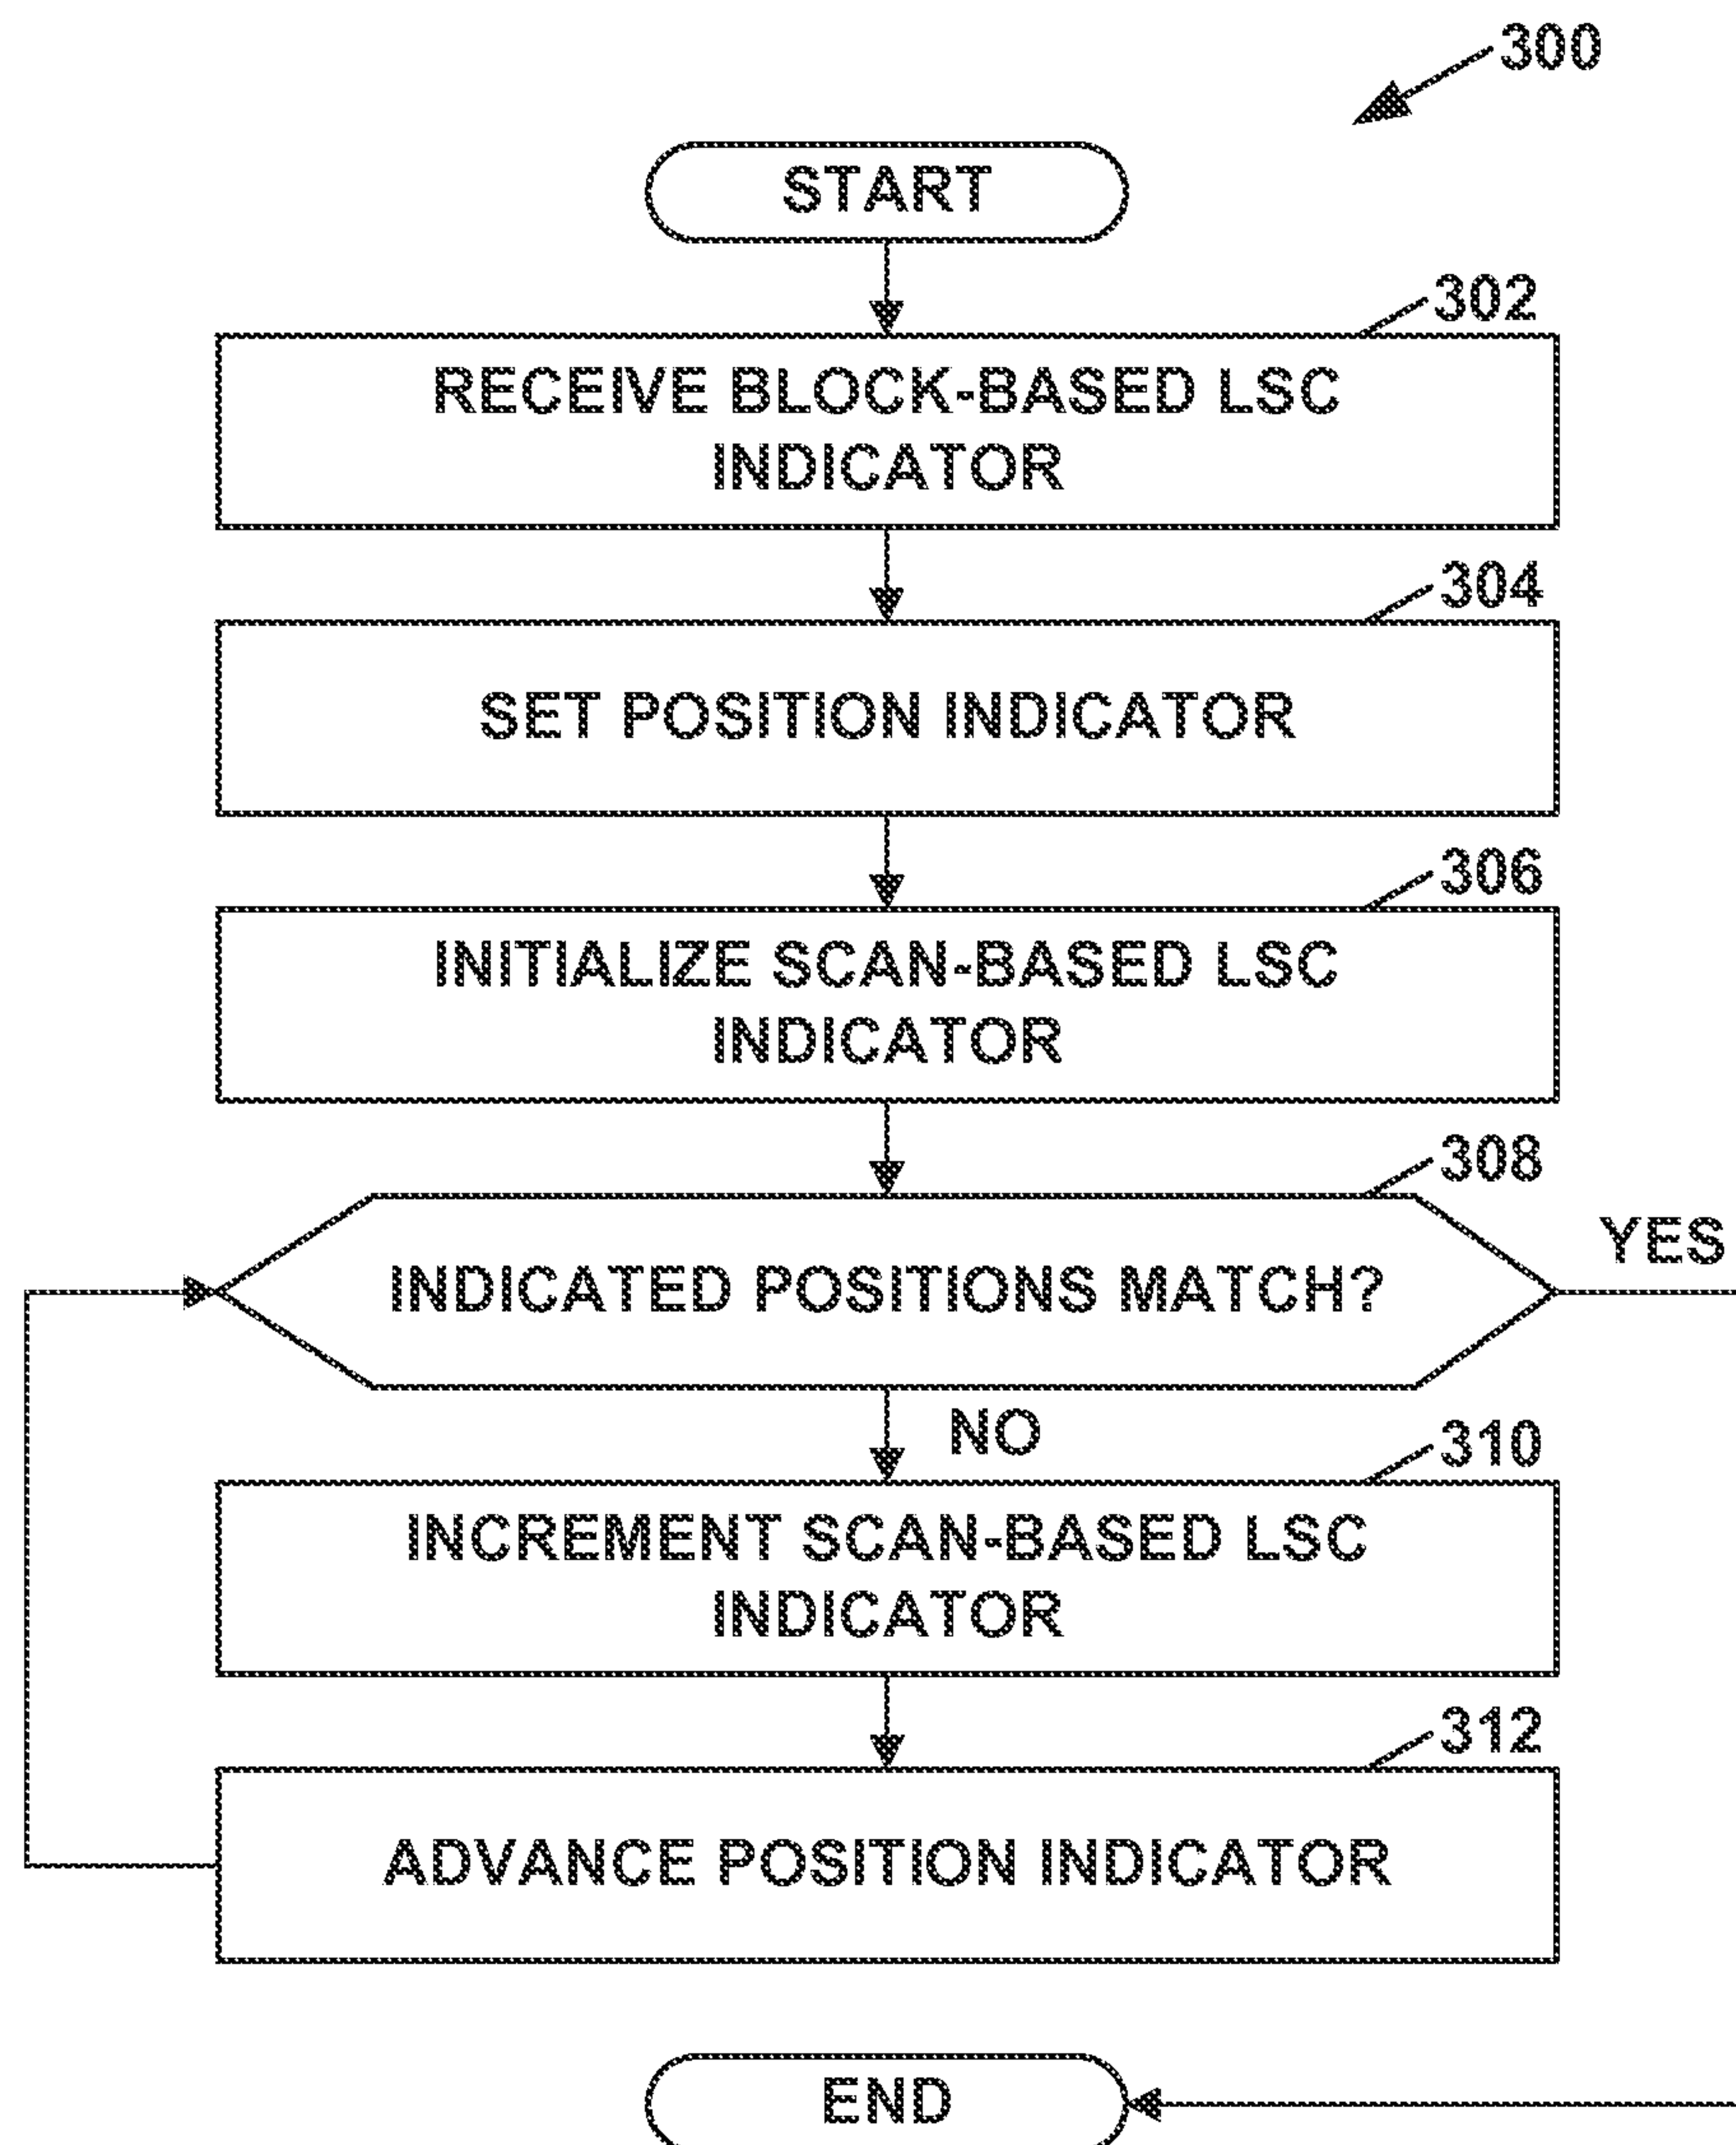 300
START
302
RECEIVE BLOCK-BASED LSC
INDICATOR
304
SET POSITION INDICATOR
306
INITIALIZE SCAN-BASED LSC
INDICATOR
308
YES
INDICATED POSITIONS MATCH?
NO
310
INCREMENT SCAN-BASED LSC
INDICATOR
312
ADVANCE POSITION INDICATOR
END